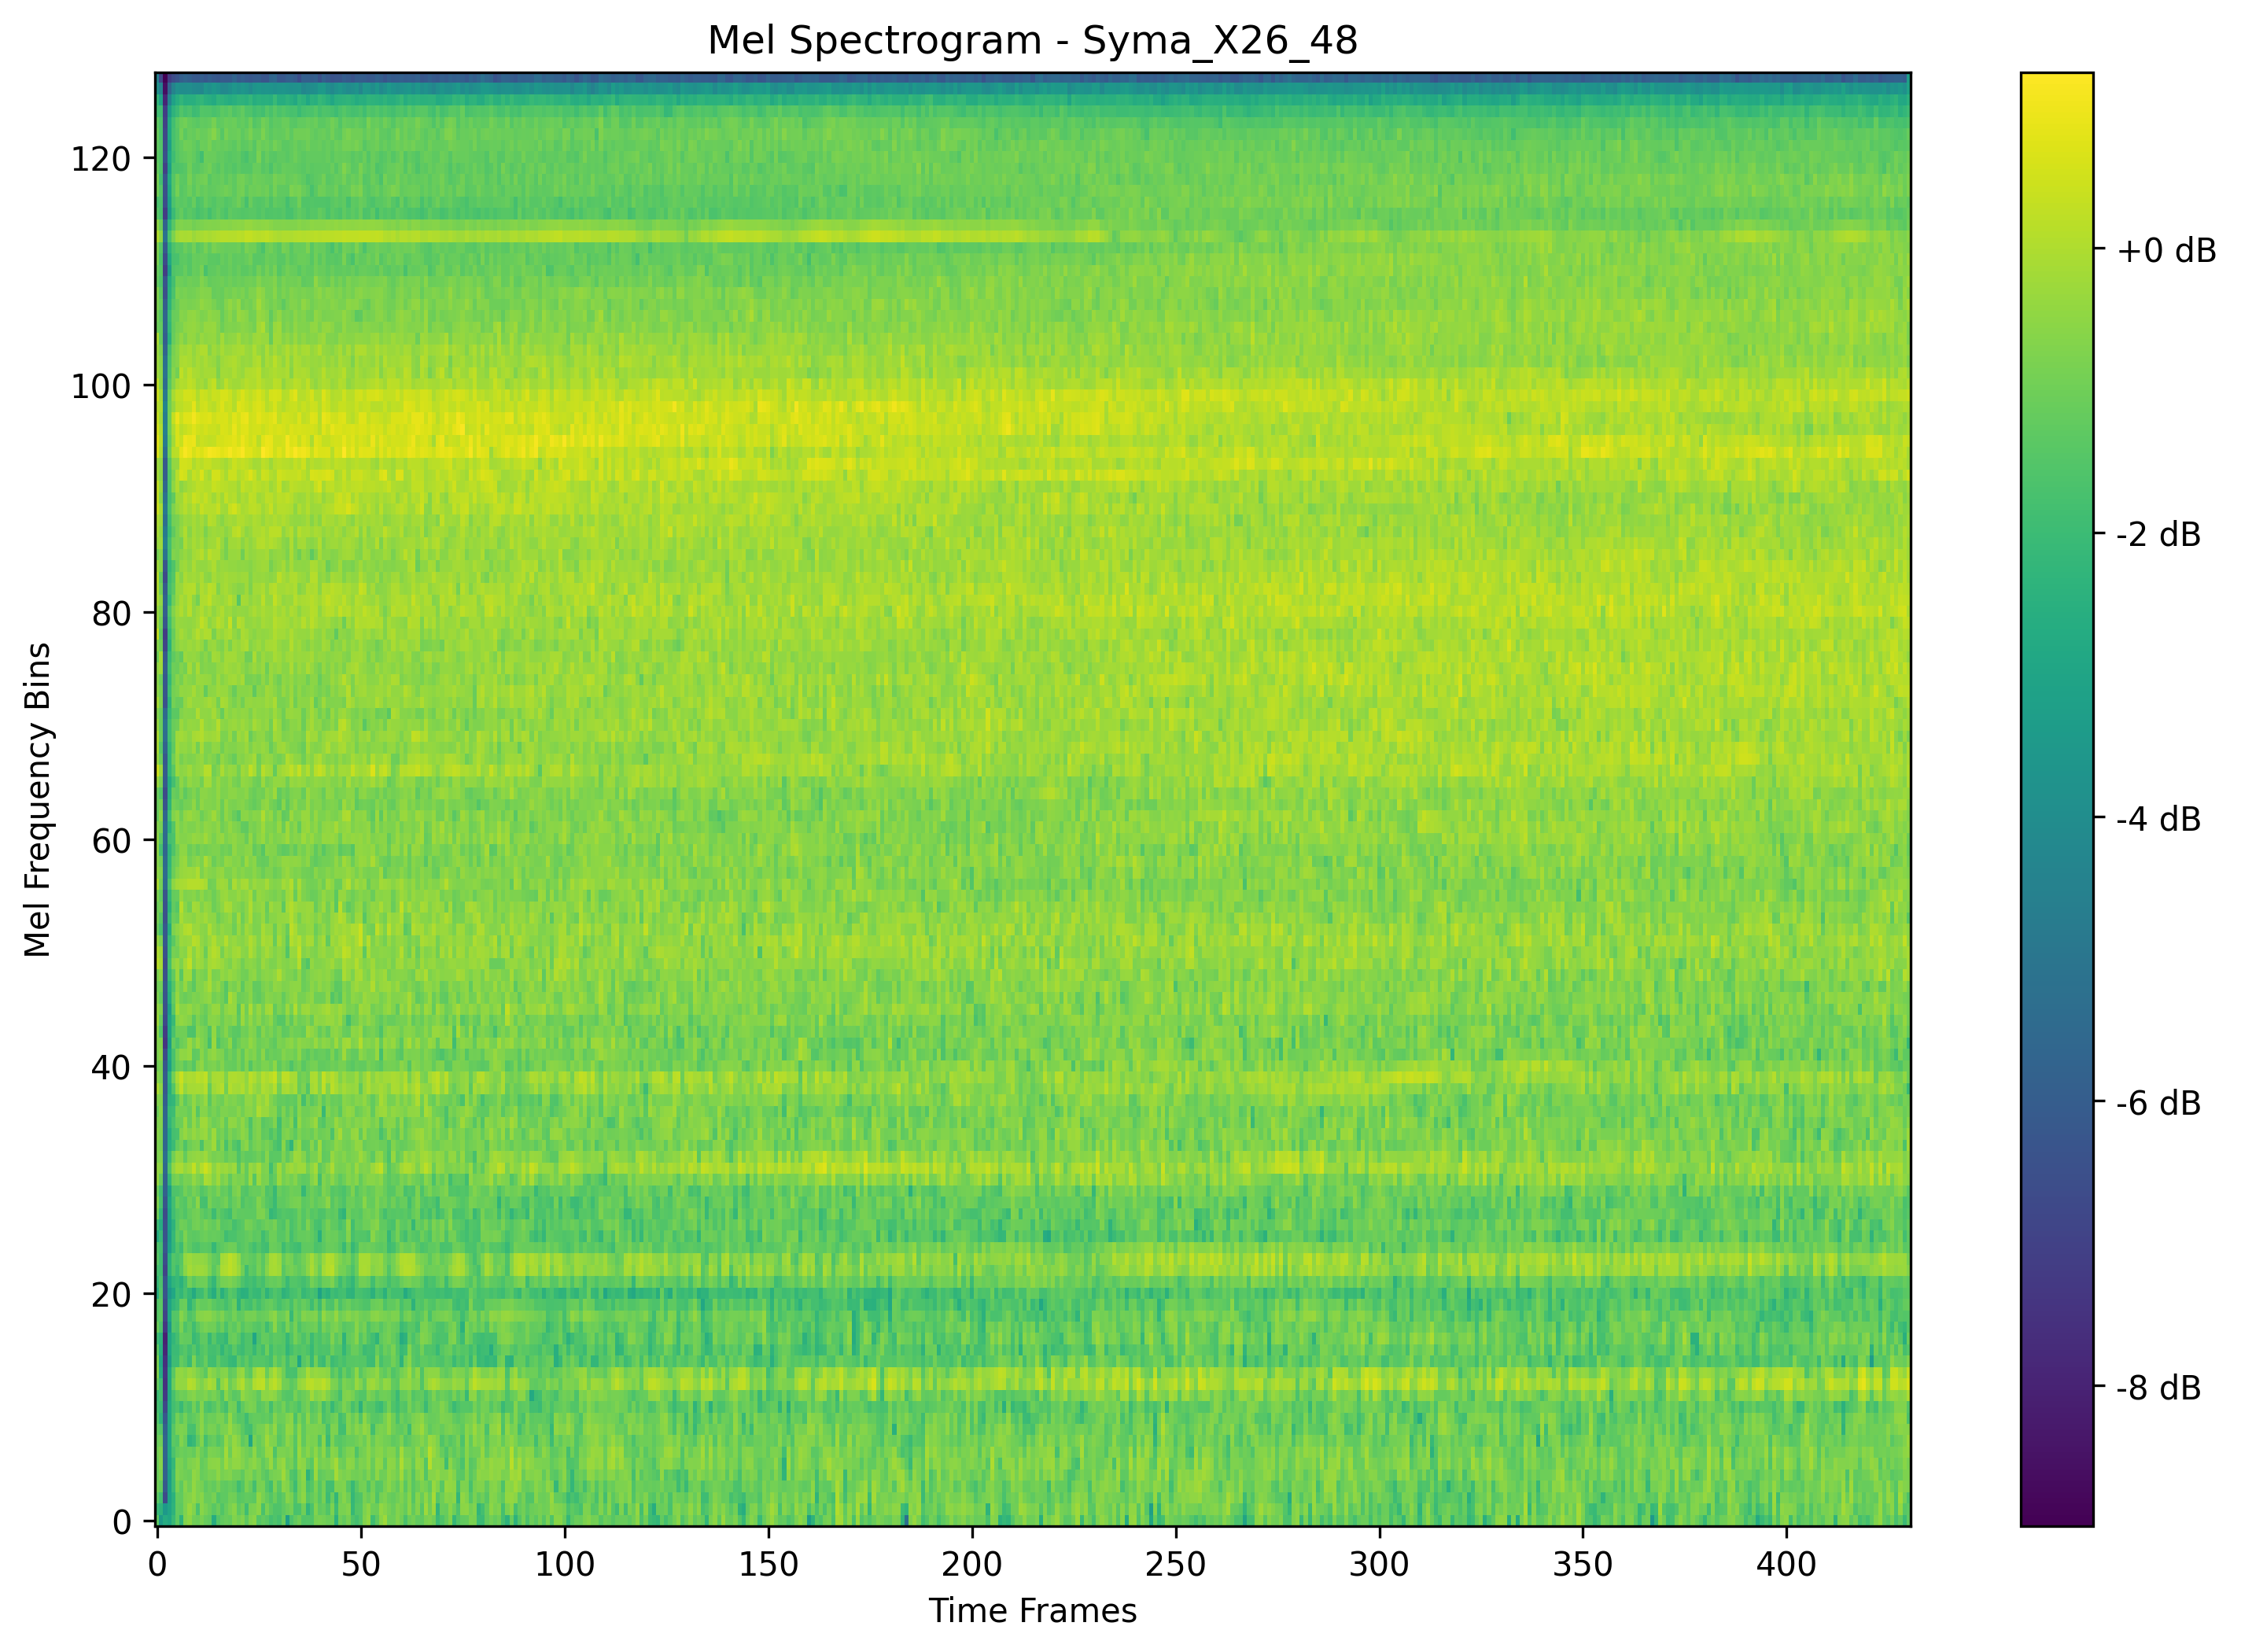 Mel Spectrogram - Syma_X26_48
Mel Frequency Bins
120
100
80
60
40
20
0
0 50 100 150 200 250 300 350 400
Time Frames
+0 dB
-2 dB
-4 dB
-6 dB
-8 dB